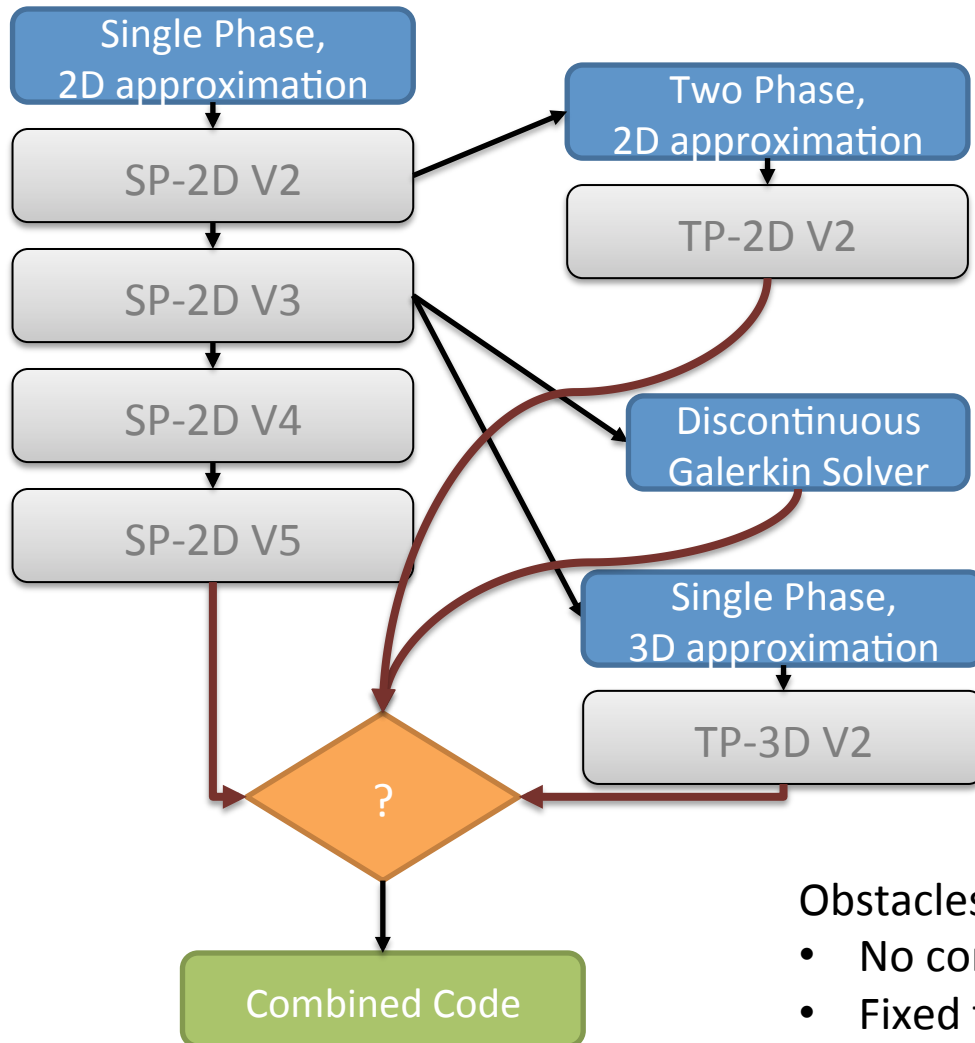 Single Phase,
2D approximation
SP-2D V2
SP-2D V3
SP-2D V4
SP-2D V5
Two Phase,
2D approximation
TP-2D V2
Discontinuous
Galerkin Solver
Single Phase,
3D approximation
TP-3D V2
?
Combined Code
Obstacles
• No
• Fixed